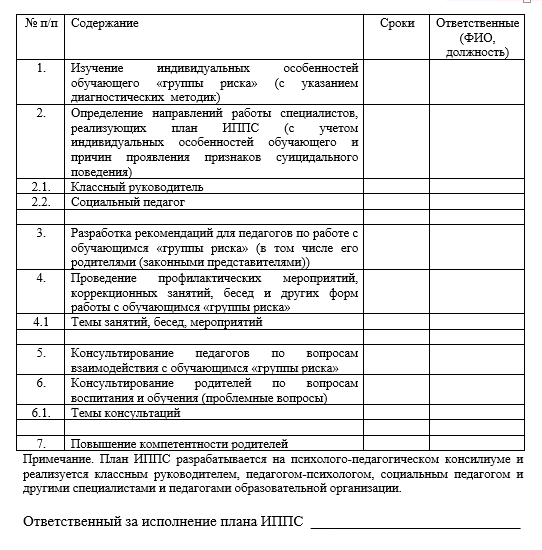 № п/п Содержание Сроки Ответственные
(ФИО,
должность)
1. Изучение индивидуальных особенностей
обучающего «группы риска» (с указанием
диагностических методик)
2. Определение направлений работы специалистов,
реализующих план ИППС (с учетом
индивидуальных особенностей обучающего и
причин проявления признаков суицидального
поведения)
2.1. Классный руководитель
2.2. Социальный педагог
3. Разработка рекомендаций для педагогов по работе с
обучающимся «группы риска» (в том числе его
родителями (законными представителями))
4. Проведение профилактических мероприятий,
коррекционных занятий, бесед и других форм
работы с обучающимся «группы риска»
4.1 Темы занятий, бесед, мероприятий
5. Консультирование педагогов по вопросам
взаимодействия с обучающимся «группы риска»
6. Консультирование родителей по вопросам
воспитания и обучения (проблемные вопросы)
6.1. Темы консультаций
7. Повышение компетентности родителей
Примечание. План ИППС разрабатывается на психолого-педагогическом консилиуме и
реализуется классным руководителем, педагогом-психологом, социальным педагогом и
другими специалистами и педагогами образовательной организации.
Ответственный за исполнение плана ИППС